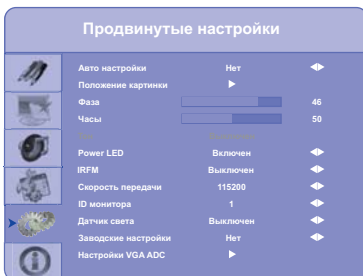 Продвинутые настройки
Авто настройки Нет
Положение картинки
Фаза 46
Часы 50
Power LED Включен
IRFM Выключен
Скорость передачи 115200
ID монитора 1
Датчик света Выключен
Заводские настройки Нет
Настройки VGA ADC